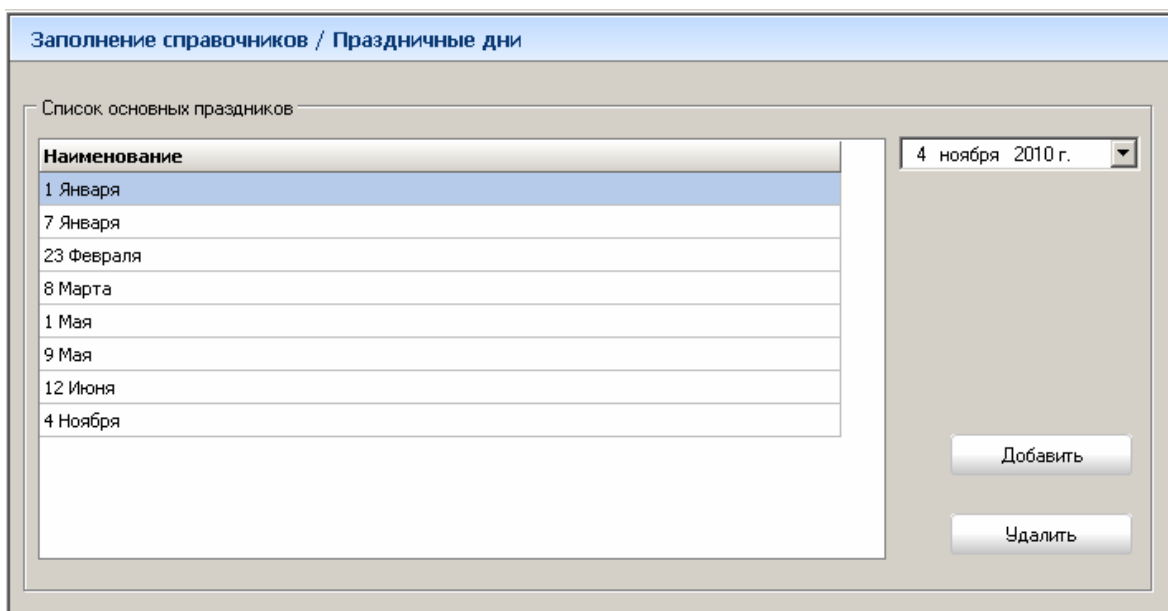 Заполнение справочников / Праздничные дни
Список основных праздников
Наименование
4 ноября 2010 г.
1 Января
7 Января
23 Февраля
8 Марта
1 Мая
9 Мая
12 Июня
4 Ноября
Добавить
Удалить